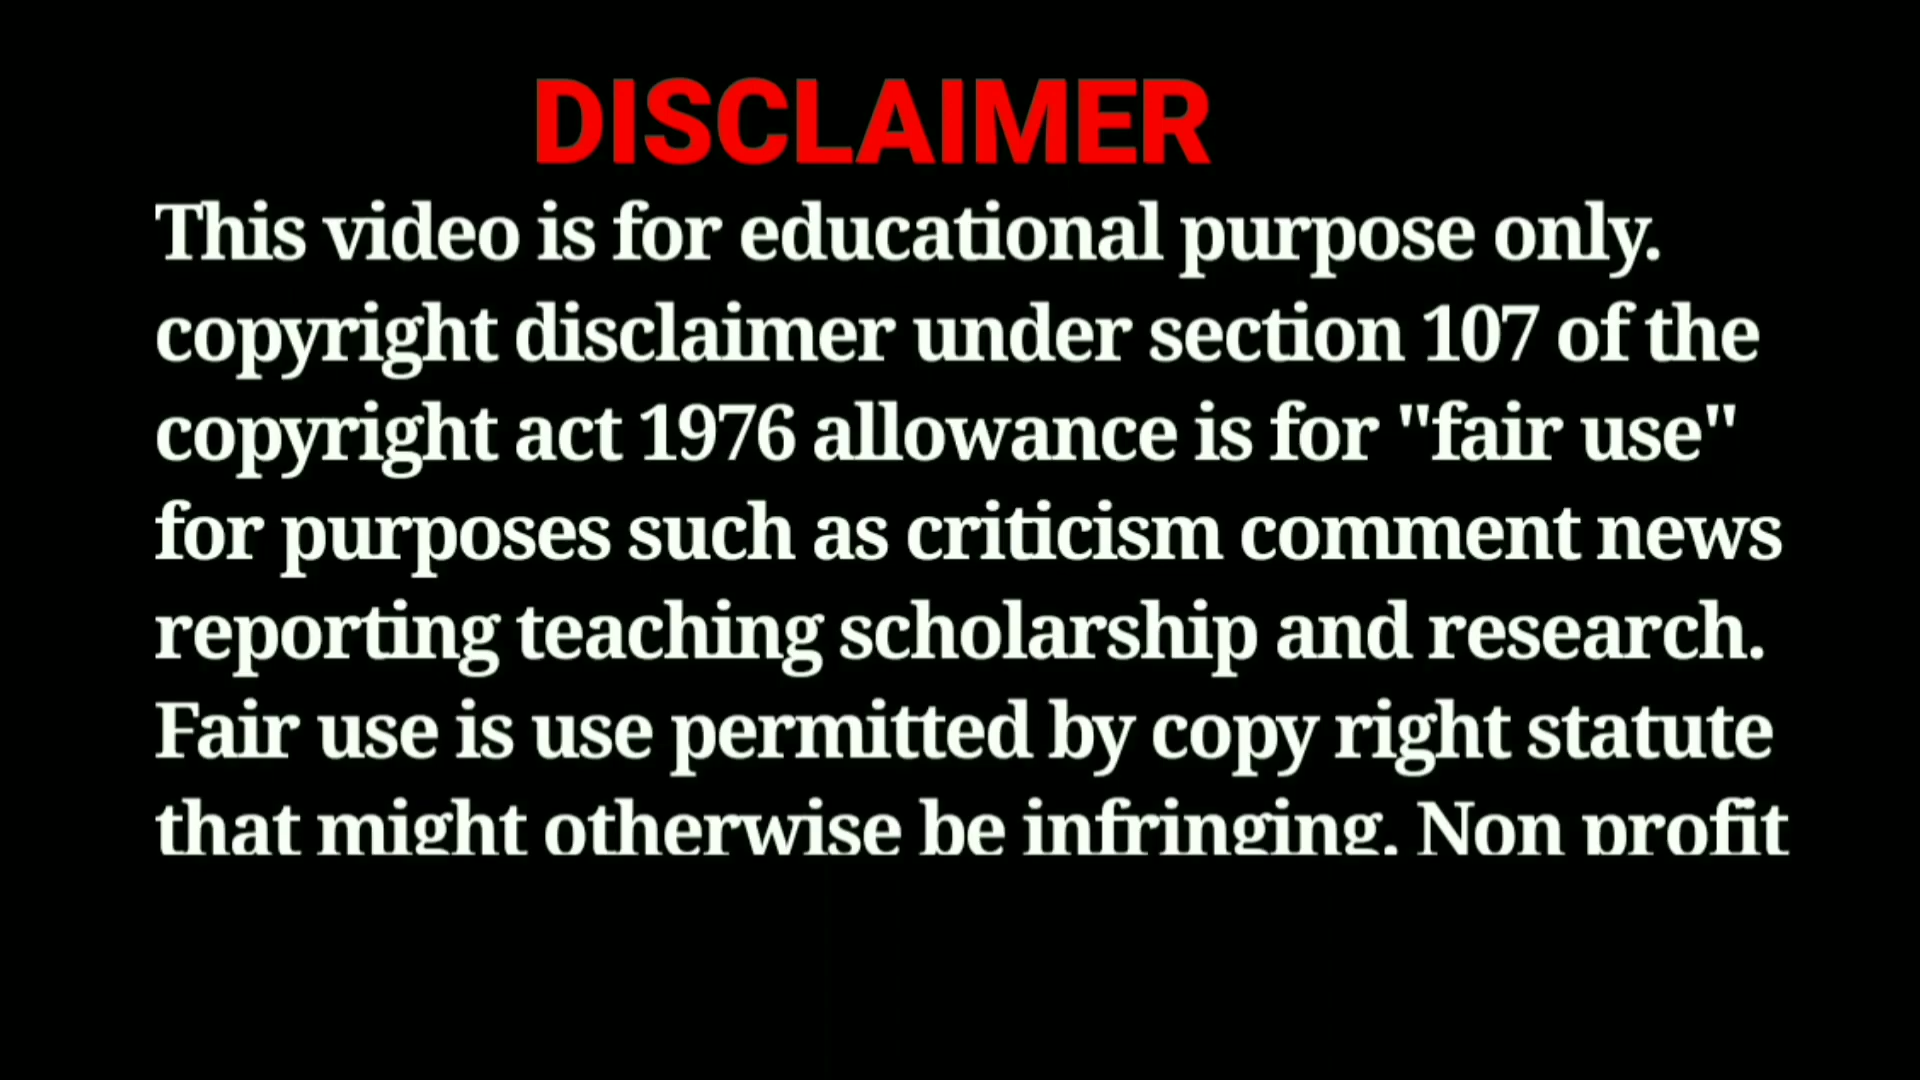 DISCLAIMER
This video is for educational purpose only.
copyright disclaimer under section 107 of the
copyright act 1976 allowance is for "fair use"
for purposes such as criticism comment news
reporting teaching scholarship and research.
Fair use is use permitted by copy right statute
that might otherwise be infringing. Non profit